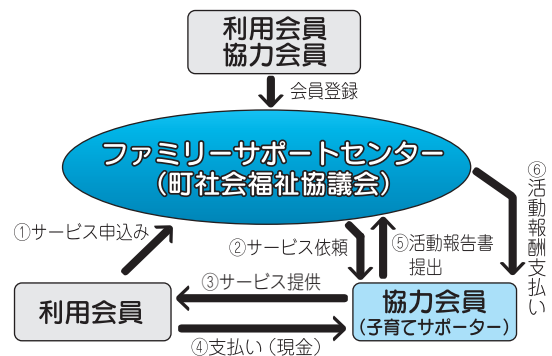 利用会員
協力会員
会員登録
ファミリーサポートセンター
（町社会福祉協議会）
①サービス申込み
②サービス依頼
⑤活動報告書
提出
⑥活動報酬支払い
③サービス提供
利用会員
協力会員
（子育てサポーター）
④支払い（現金）